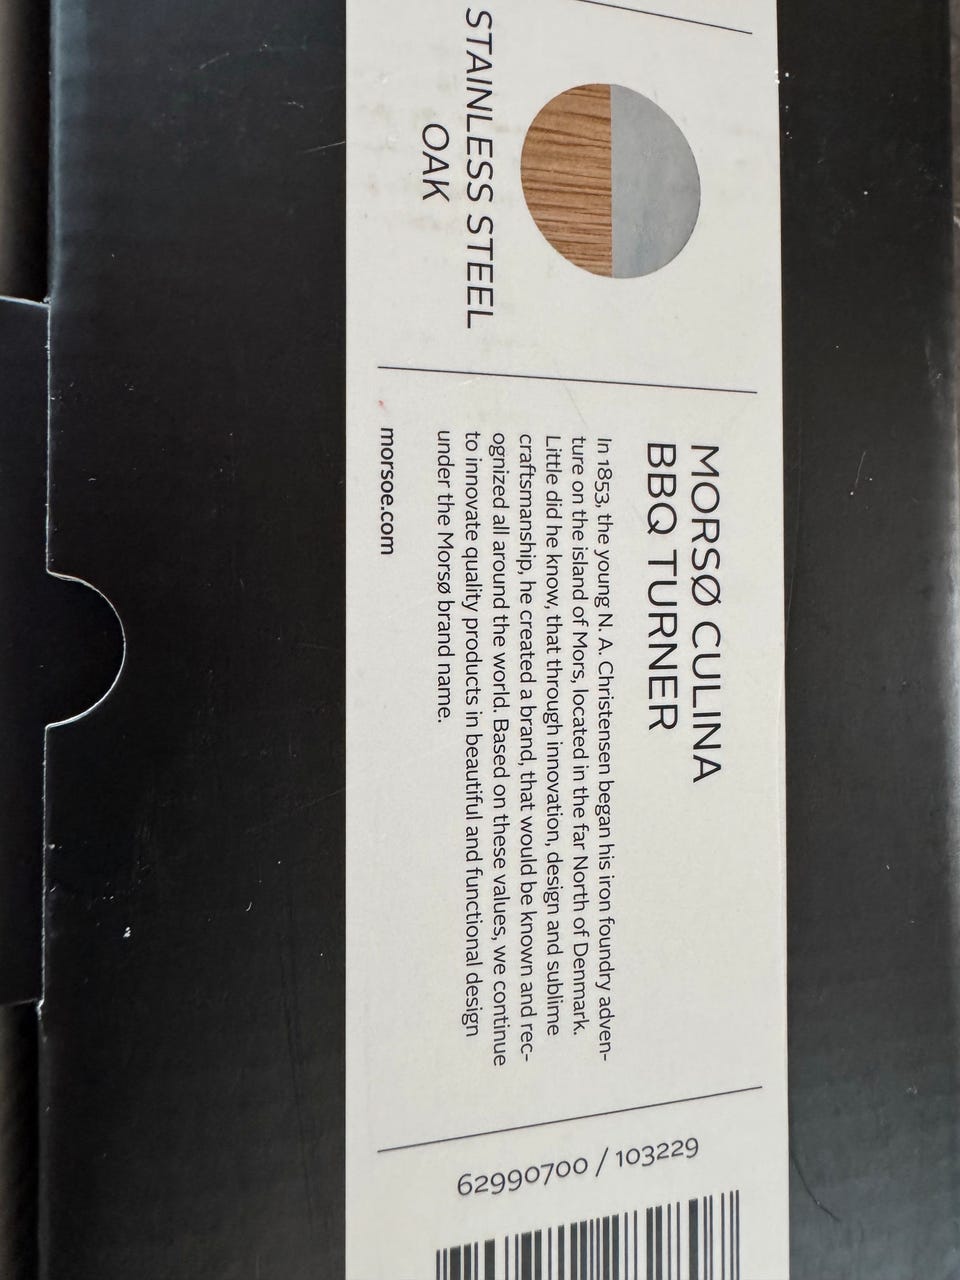 STAINLESS STEEL
OAK
MORSØ CULINA
BBQ TURNER
In 1853, the young N. A. Christensen began his iron foundry adven-
ture on the island of Mors, located in the far North of Denmark.
Little did he know, that through innovation, design and sublime
craftsmanship, he created a brand, that would be known and rec-
ognized all around the world. Based on these values, we continue
to innovate quality products in beautiful and functional design
under the Morsø brand name.
morsoe.com
62990700 / 103229